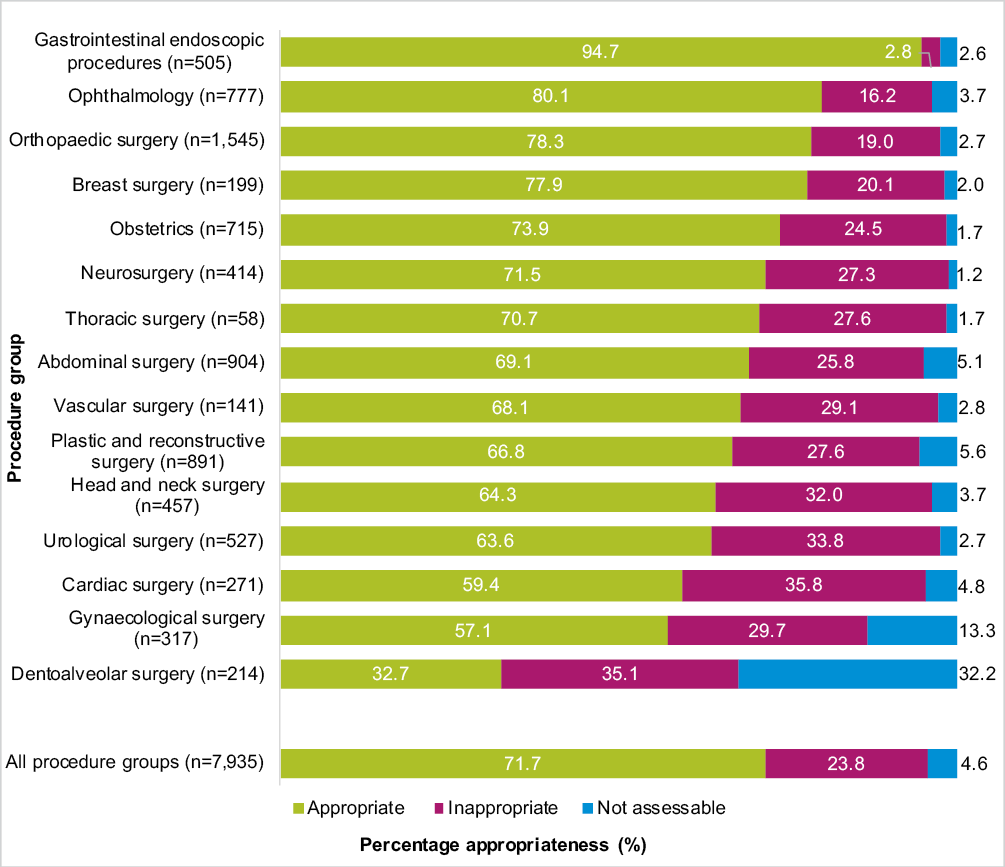 Procedure group
Gastrointestinal endoscopic
procedures (n=505)
94.7 2.8 2.6
Ophthalmology (n=777) 80.1 16.2 3.7
Orthopaedic surgery (n=1,545) 78.3 19.0 2.7
Breast surgery (n=199) 77.9 20.1 2.0
Obstetrics (n=715) 73.9 24.5 1.7
Neurosurgery (n=414) 71.5 27.3 1.2
Thoracic surgery (n=58) 70.7 27.6 1.7
Abdominal surgery (n=904) 69.1 25.8 5.1
Vascular surgery (n=141) 68.1 29.1 2.8
Plastic and reconstructive
surgery (n=891)
66.8 27.6 5.6
Head and neck surgery
(n=457)
64.3 32.0 3.7
Urological surgery (n=527) 63.6 33.8 2.7
Cardiac surgery (n=271) 59.4 35.8 4.8
Gynaecological surgery
(n=317)
57.1 29.7 13.3
Dentoalveolar surgery (n=214) 32.7 35.1 32.2
All procedure groups (n=7,935) 71.7 23.8 4.6
Appropriate Inappropriate Not assessable
Percentage appropriateness (%)